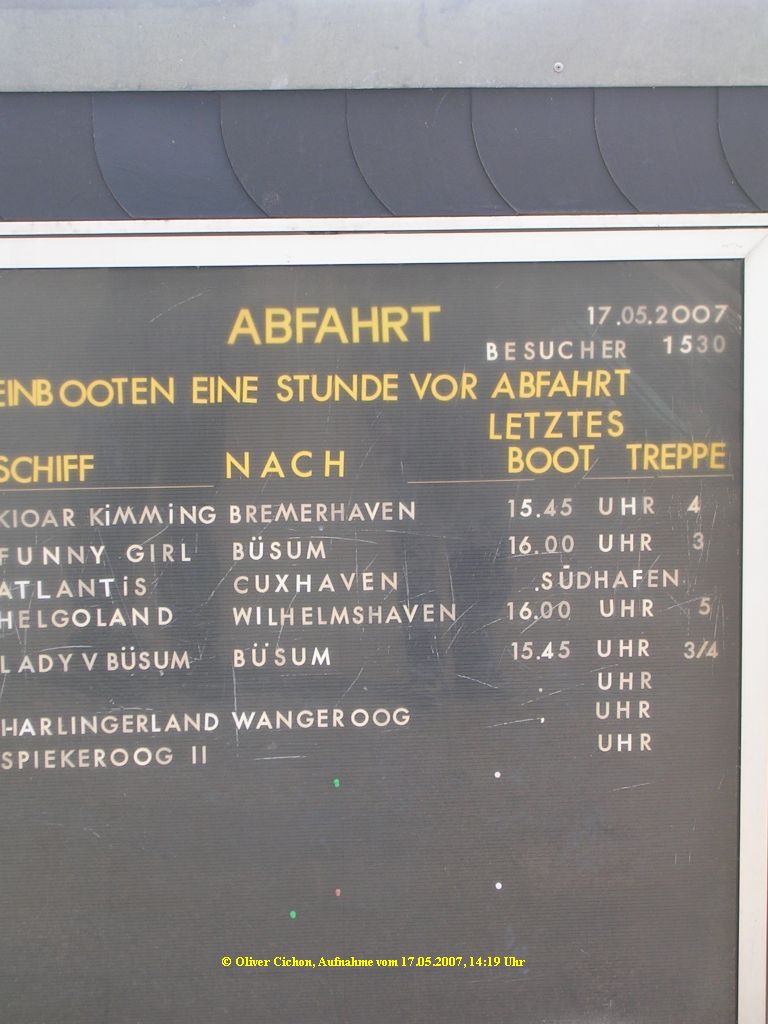 ABFAHRT 17.05.2007
BESUCHER 1530
EINBOOTEN EINE STUNDE VOR ABFAHRT
LETZTES
SCHIFF NACH BOOT TREPPE
KIOAR KiMMiNG BREMERHAVEN 15.45 UHR 4
FUNNY GIRL BÜSUM 16.00 UHR 3
ATLANTiS CUXHAVEN .SÜDHAFEN.
HELGOLAND WILHELMSHAVEN 16.00 UHR 5
LADY V BÜSUM BÜSUM 15.45 UHR 3/4
. UHR
HARLINGERLAND WANGEROOG . UHR
SPIEKEROOG II UHR
© Oliver Cichon, Aufnahme vom 17.05.2007, 14:19 Uhr